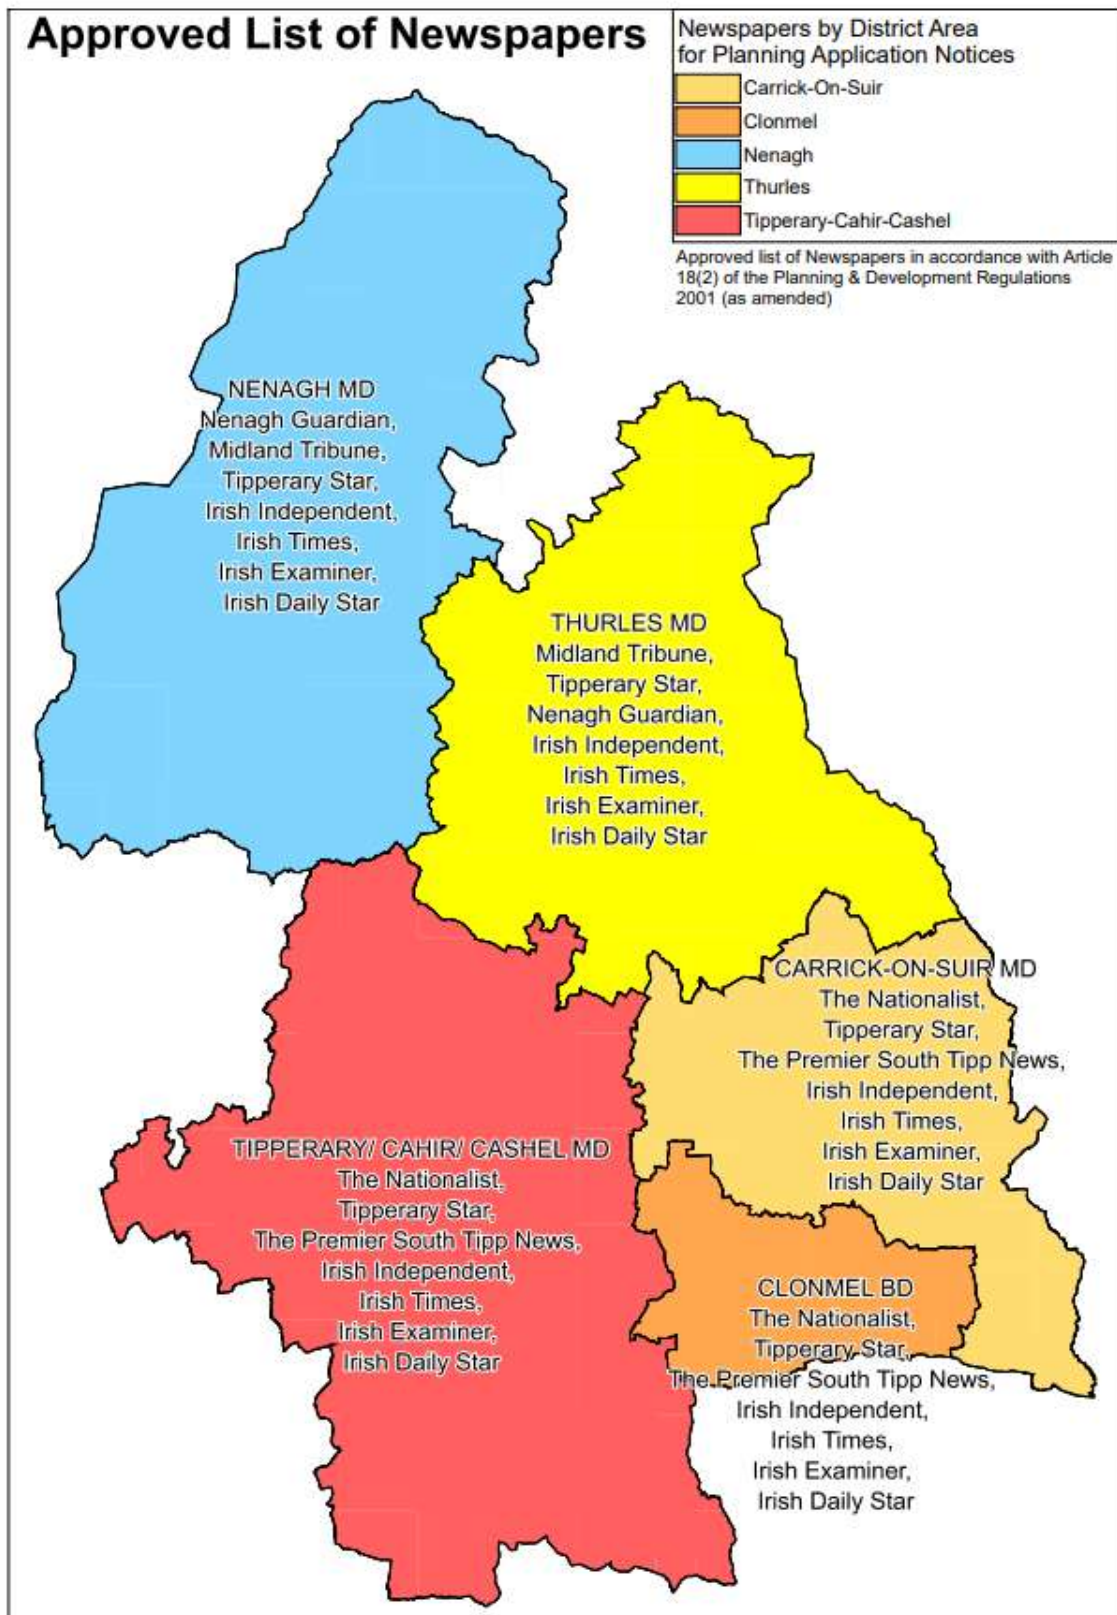 Approved List of Newspapers
Newspapers by District Area
for Planning Application Notices
Carrick-On-Suir
Clonmel
Nenagh
Thurles
Tipperary-Cahir-Cashel
Approved list of Newspapers in accordance with Article
18(2) of the Planning & Development Regulations
2001 (as amended)
NENAGH MD
Nenagh Guardian,
Midland Tribune,
Tipperary Star,
Irish Independent,
Irish Times,
Irish Examiner,
Irish Daily Star
THURLES MD
Midland Tribune,
Tipperary Star,
Nenagh Guardian,
Irish Independent,
Irish Times,
Irish Examiner,
Irish Daily Star
CARRICK-ON-SUIR MD
The Nationalist,
Tipperary Star,
The Premier South Tipp News,
Irish Independent,
Irish Times,
Irish Examiner,
Irish Daily Star
TIPPERARY/ CAHIR/ CASHEL MD
The Nationalist,
Tipperary Star,
The Premier South Tipp News,
Irish Independent,
Irish Times,
Irish Examiner,
Irish Daily Star
CLONMEL BD
The Nationalist,
Tipperary Star,
The Premier South Tipp News,
Irish Independent,
Irish Times,
Irish Examiner,
Irish Daily Star